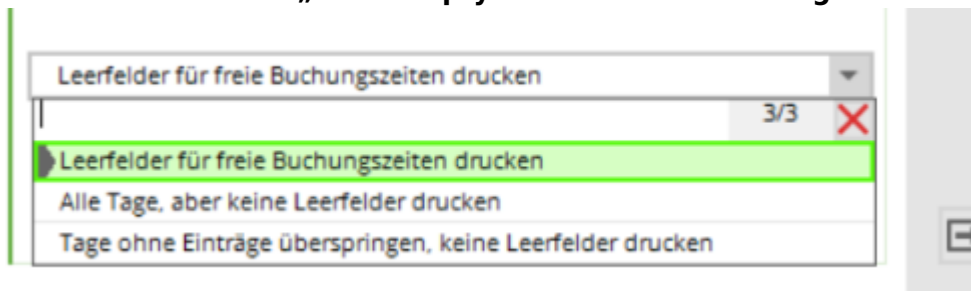 Leerfelder für freie Buchungszeiten drucken
3/3
Leerfelder für freie Buchungszeiten drucken
Alle Tage, aber keine Leerfelder drucken
Tage ohne Einträge überspringen, keine Leerfelder drucken